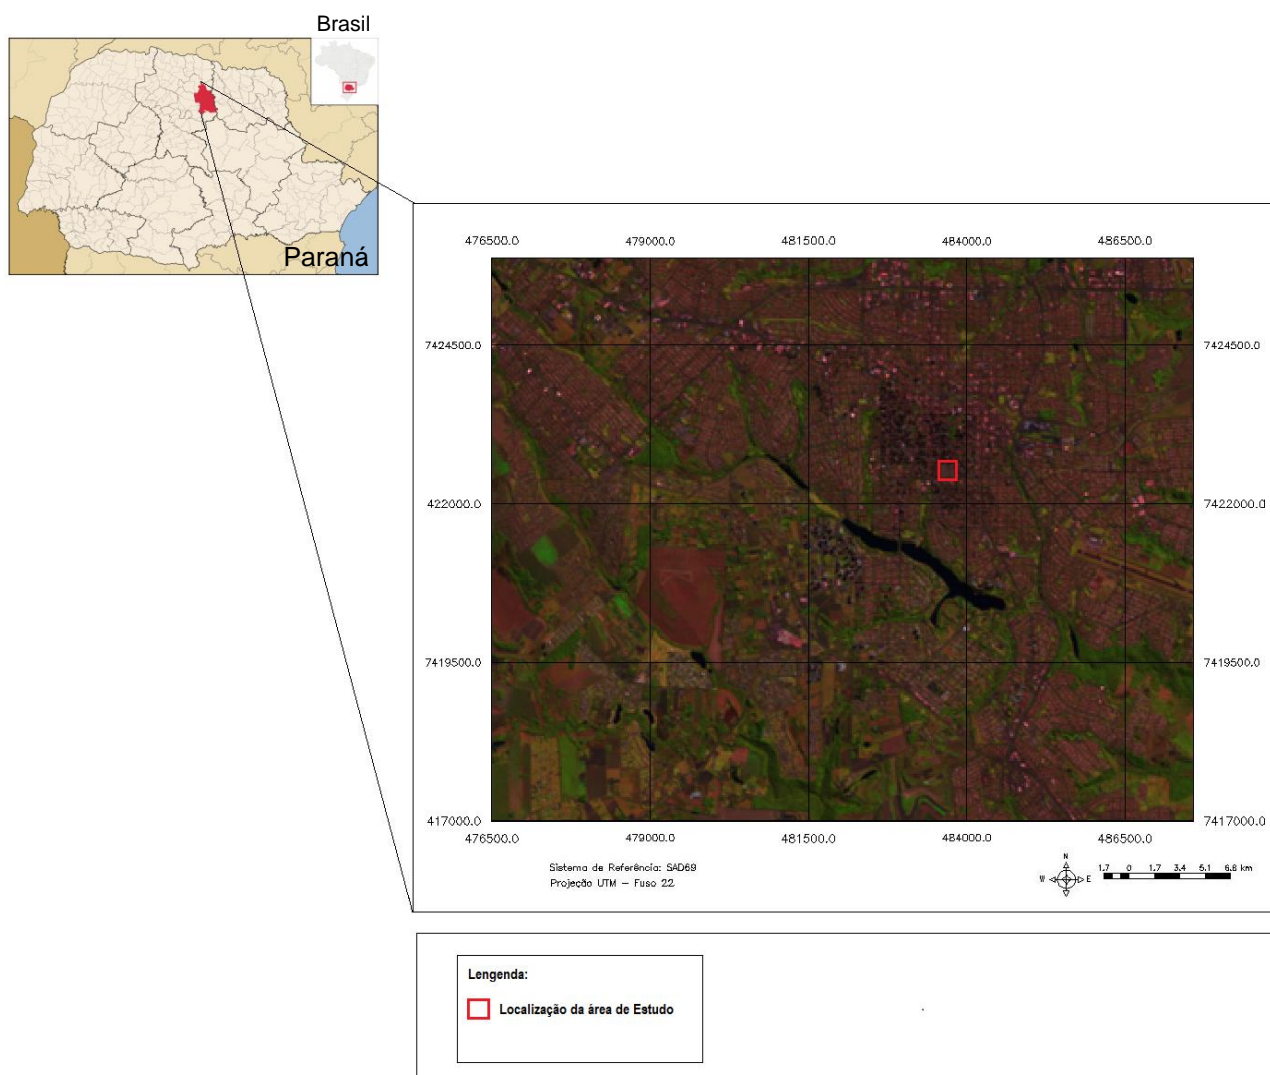 Brasil
Paraná
476500.0 479000.0 481500.0 484000.0 486500.0
7424500.0 7424500.0
422000.0 7422000.0
7419500.0 7419500.0
417000.0 7417000.0
476500.0 479000.0 481500.0 484000.0 486500.0
Sistema de Referência: SAD69
Projeção UTM – Fuso 22
N
W E
1.7 0 1.7 3.4 5.1 6.8 km
Lengenda:
Localização da área de Estudo